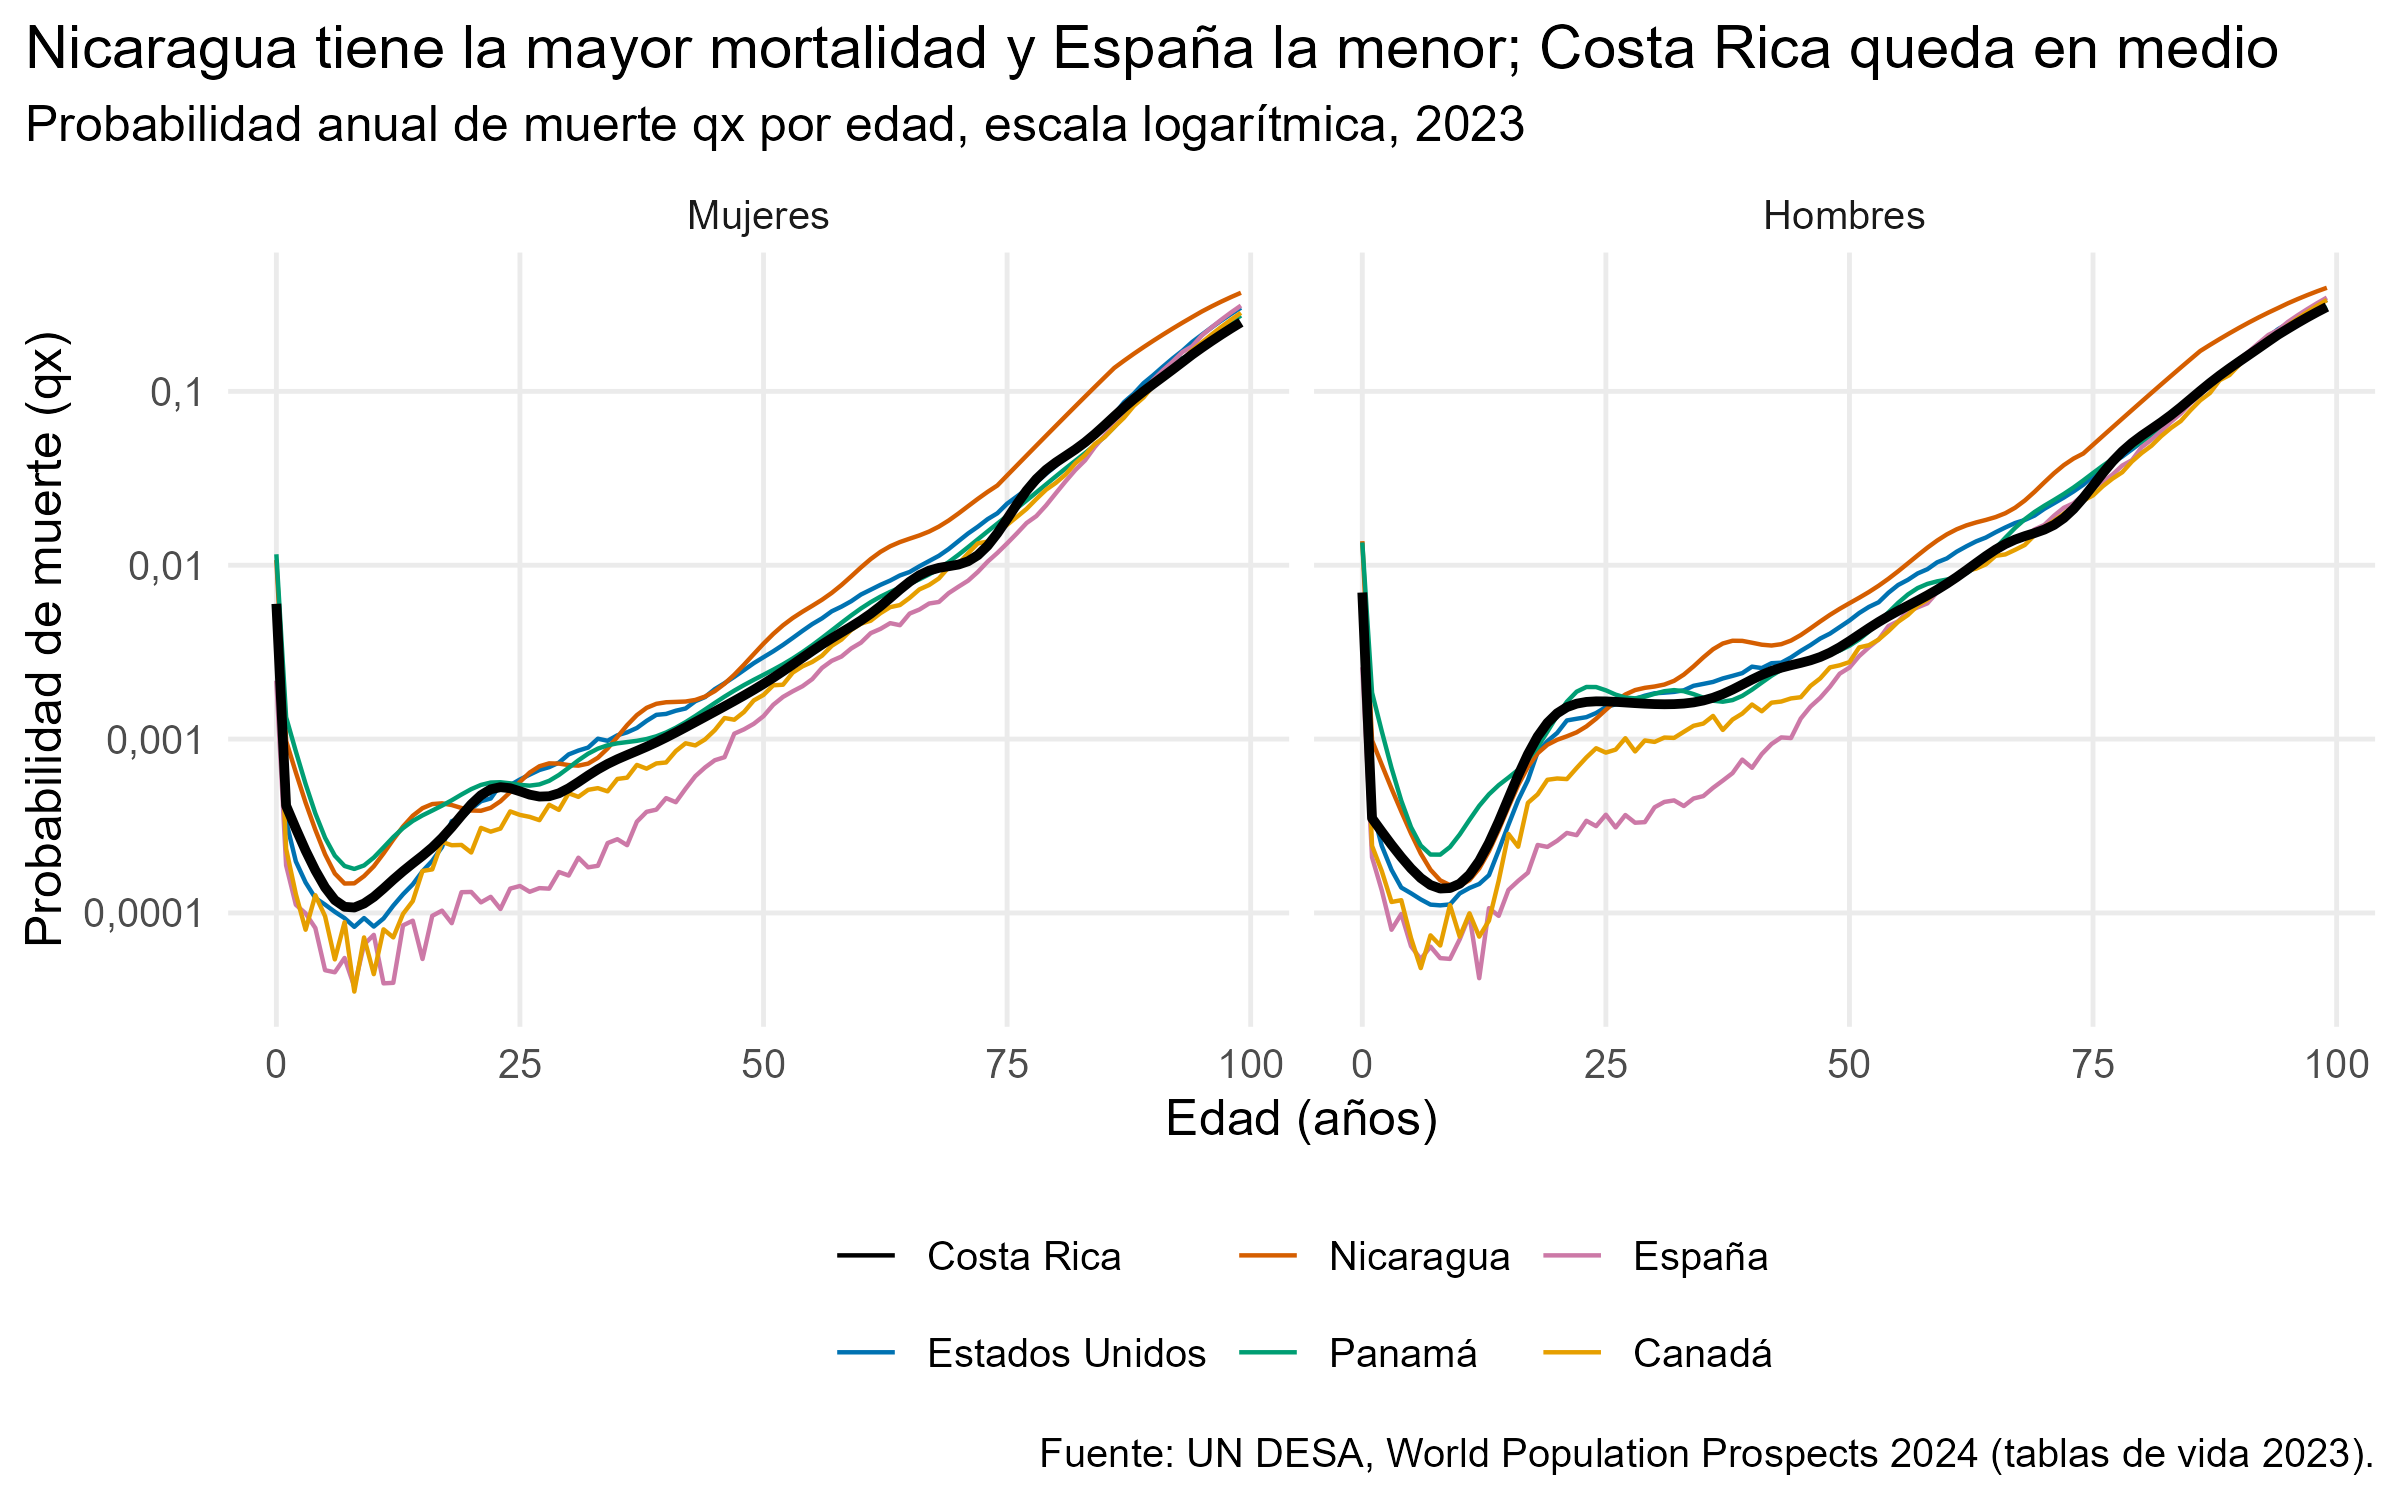 Nicaragua tiene la mayor mortalidad y España la menor; Costa Rica queda en medio
Probabilidad anual de muerte qx por edad, escala logarítmica, 2023
Mujeres
Hombres
Probabilidad de muerte (qx)
0,1
0,01
0,001
0,0001
0 25 50 75 100
0 25 50 75 100
Edad (años)
Costa Rica
Nicaragua
España
Estados Unidos
Panamá
Canadá
Fuente: UN DESA, World Population Prospects 2024 (tablas de vida 2023).